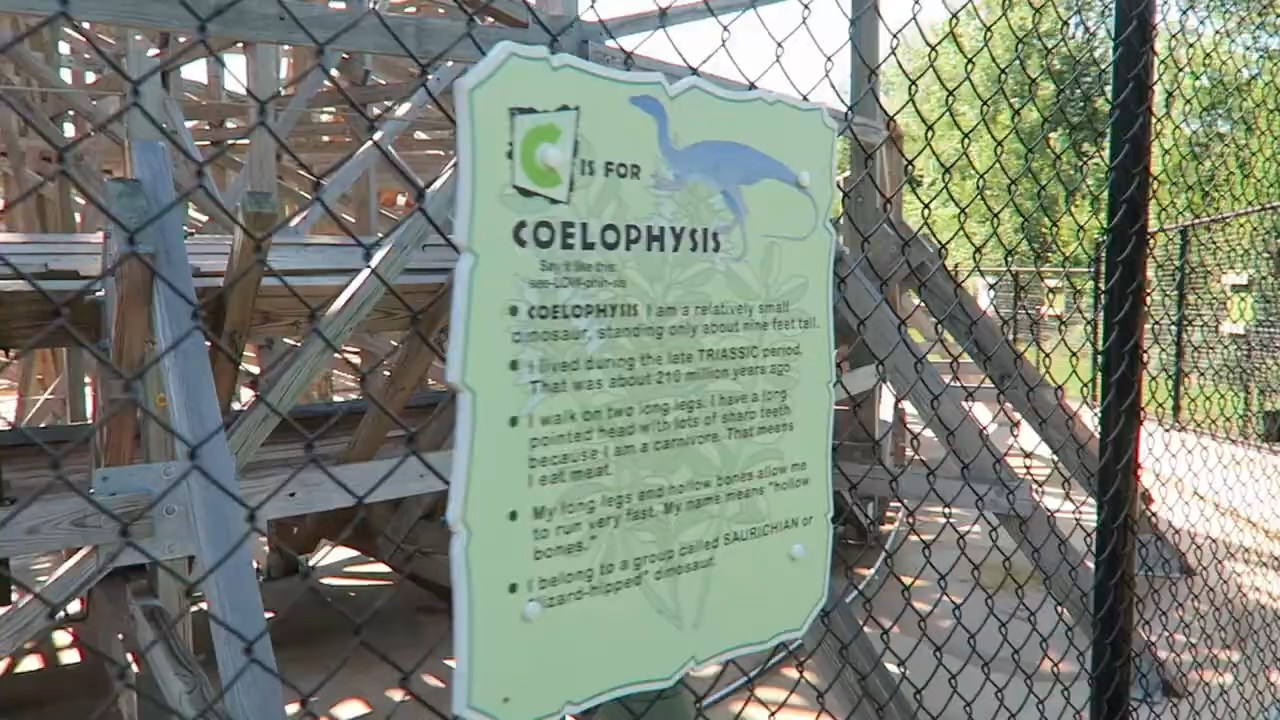 C IS FOR
COELOPHYSIS
Say it like this:
see-LOW-phih-sis
• COELOPHYSIS I am a relatively small
dinosaur, standing only about nine feet tall.
• I lived during the late TRIASSIC period.
That was about 210 million years ago.
• I walk on two long legs. I have a long
pointed head with lots of sharp teeth
because I am a carnivore. That means
I eat meat.
• My long legs and hollow bones allow me
to run very fast. My name means "hollow
bones."
• I belong to a group called SAURICHIAN or
"lizard-hipped" dinosaur.